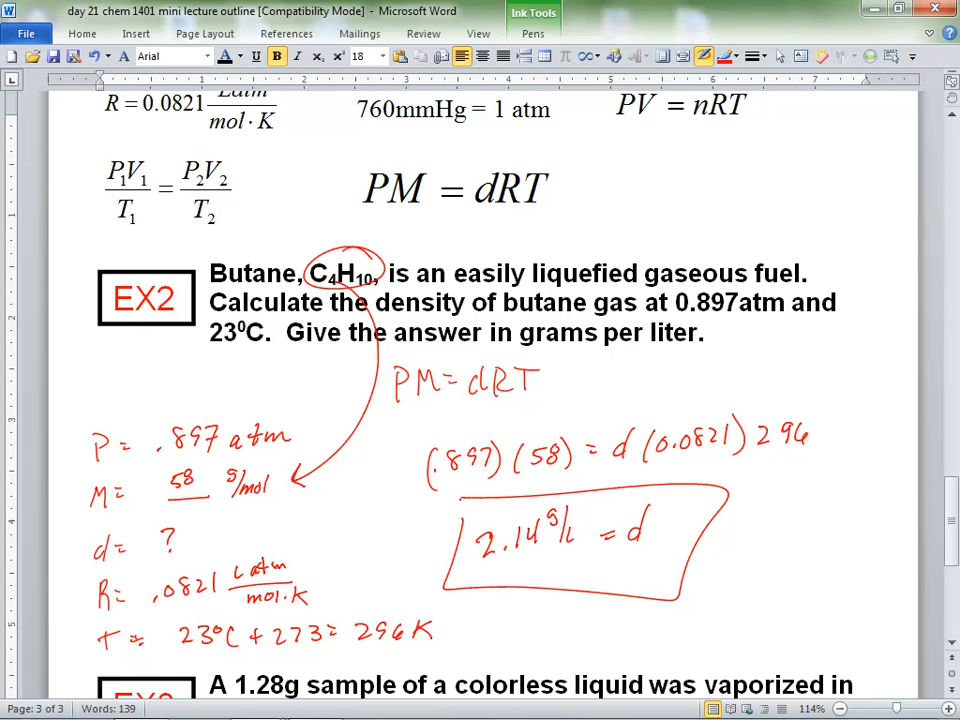 day 21 chem 1401 mini lecture outline [Compatibility Mode] - Microsoft Word
Ink Tools
File Home Insert Page Layout References Mailings Review View Pens
Arial 18
R = 0.0821 Latm / mol · K
760mmHg = 1 atm
PV = nRT
P₁V₁ / T₁ = P₂V₂ / T₂
PM = dRT
EX2
Butane, C₄H₁₀, is an easily liquefied gaseous fuel.
Calculate the density of butane gas at 0.897atm and
23⁰C. Give the answer in grams per liter.
PM = dRT
P = .897 atm
(.897)(58) = d(0.0821)296
M = 58 g/mol
2.14 g/L = d
d = ?
R = .0821 Latm / mol·K
T = 23°C + 273 = 296K
A 1.28g sample of a colorless liquid was vaporized in
Page: 3 of 3 Words: 139 114%